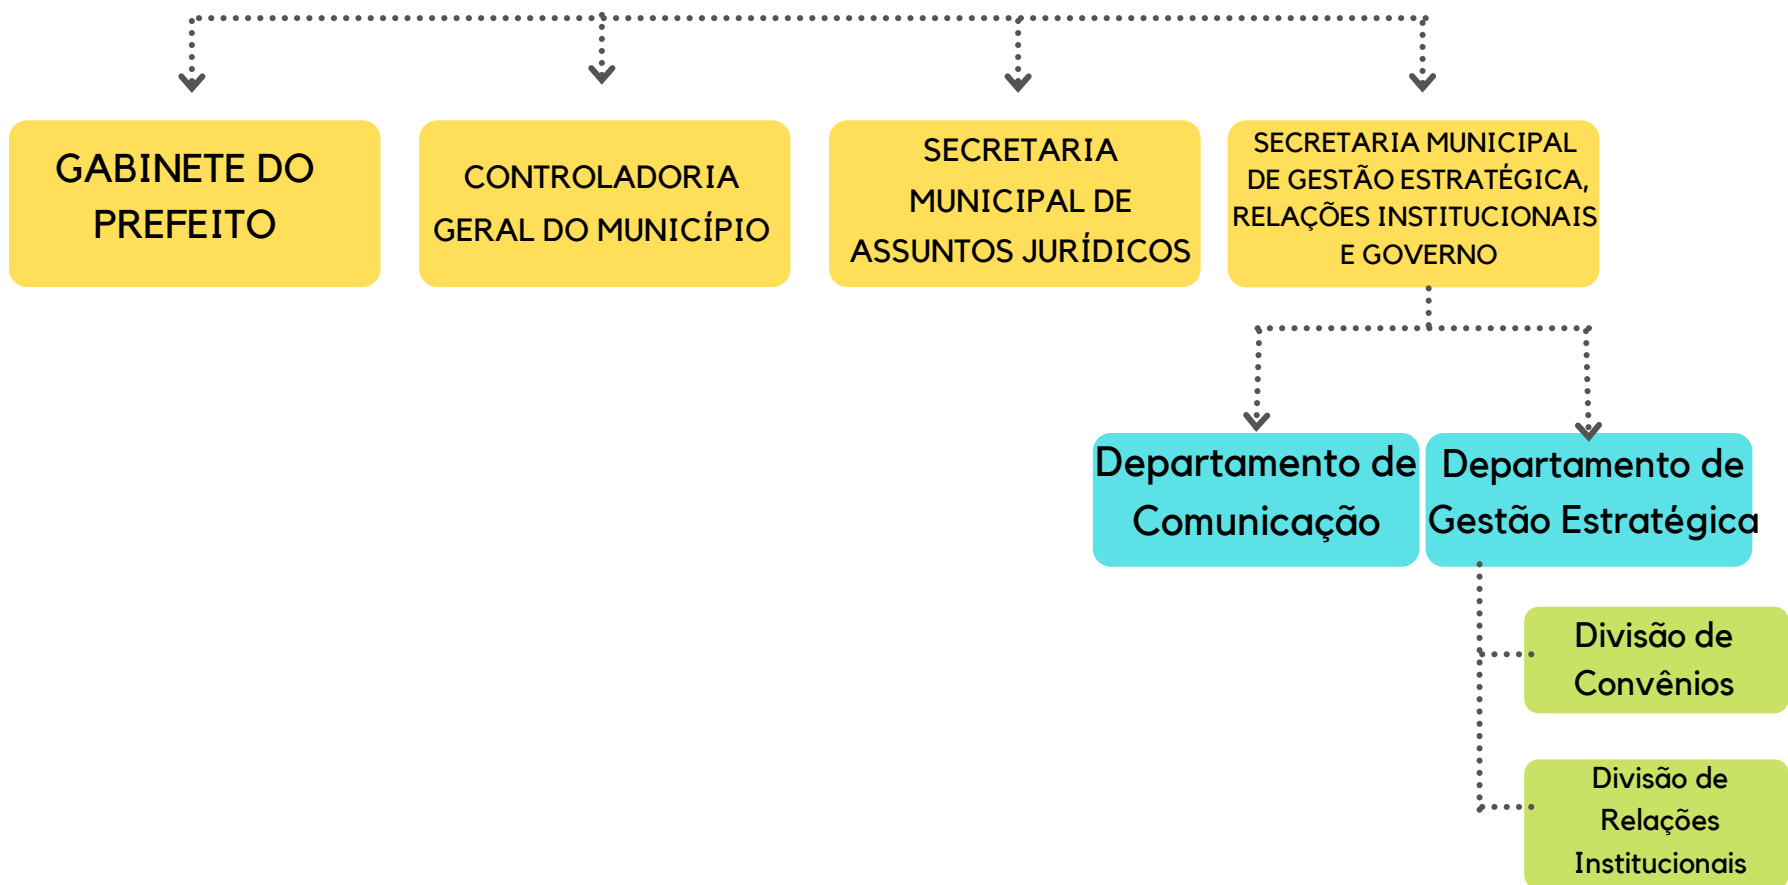 GABINETE DO
PREFEITO
CONTROLADORIA
GERAL DO MUNICÍPIO
SECRETARIA
MUNICIPAL DE
ASSUNTOS JURÍDICOS
SECRETARIA MUNICIPAL
DE GESTÃO ESTRATÉGICA,
RELAÇÕES INSTITUCIONAIS
E GOVERNO
Departamento de
Comunicação
Departamento de
Gestão Estratégica
Divisão de
Convênios
Divisão de
Relações
Institucionais